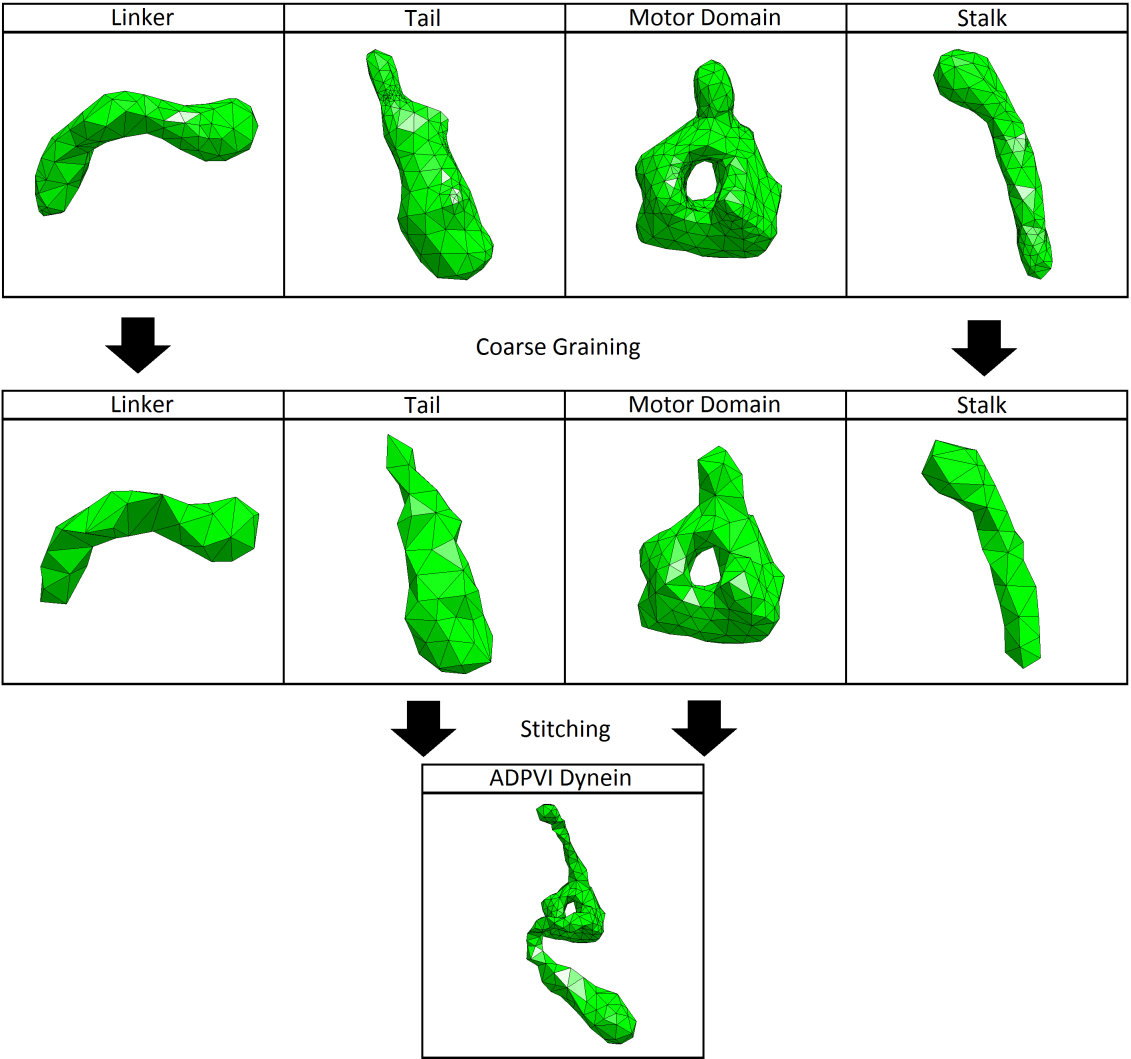 Linker Tail Motor Domain Stalk
Coarse Graining
Linker Tail Motor Domain Stalk
Stitching
ADPVI Dynein